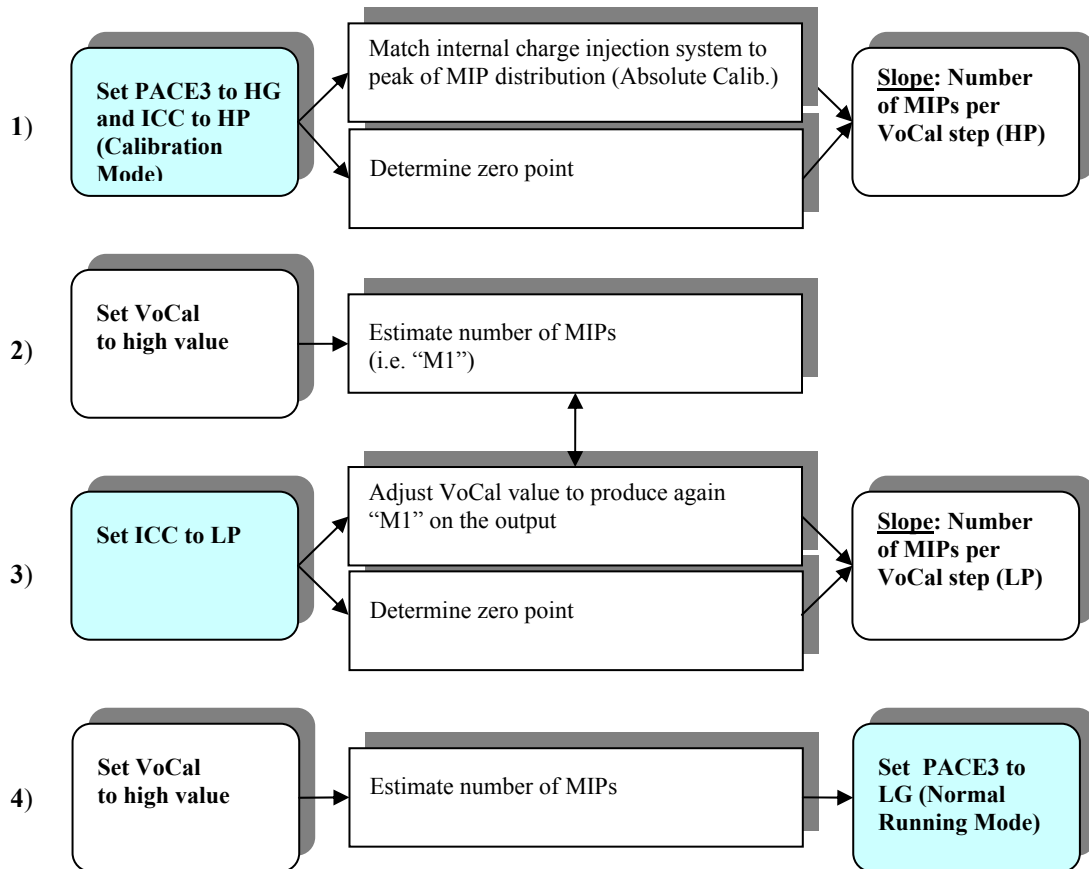 1)
Set PACE3 to HG
and ICC to HP
(Calibration
Mode)
Match internal charge injection system to
peak of MIP distribution (Absolute Calib.)
Determine zero point
Slope: Number
of MIPs per
VoCal step (HP)
2)
Set VoCal
to high value
Estimate number of MIPs
(i.e. “M1”)
3)
Set ICC to LP
Adjust VoCal value to produce again
“M1” on the output
Determine zero point
Slope: Number
of MIPs per
VoCal step (LP)
4)
Set VoCal
to high value
Estimate number of MIPs
Set PACE3 to
LG (Normal
Running Mode)